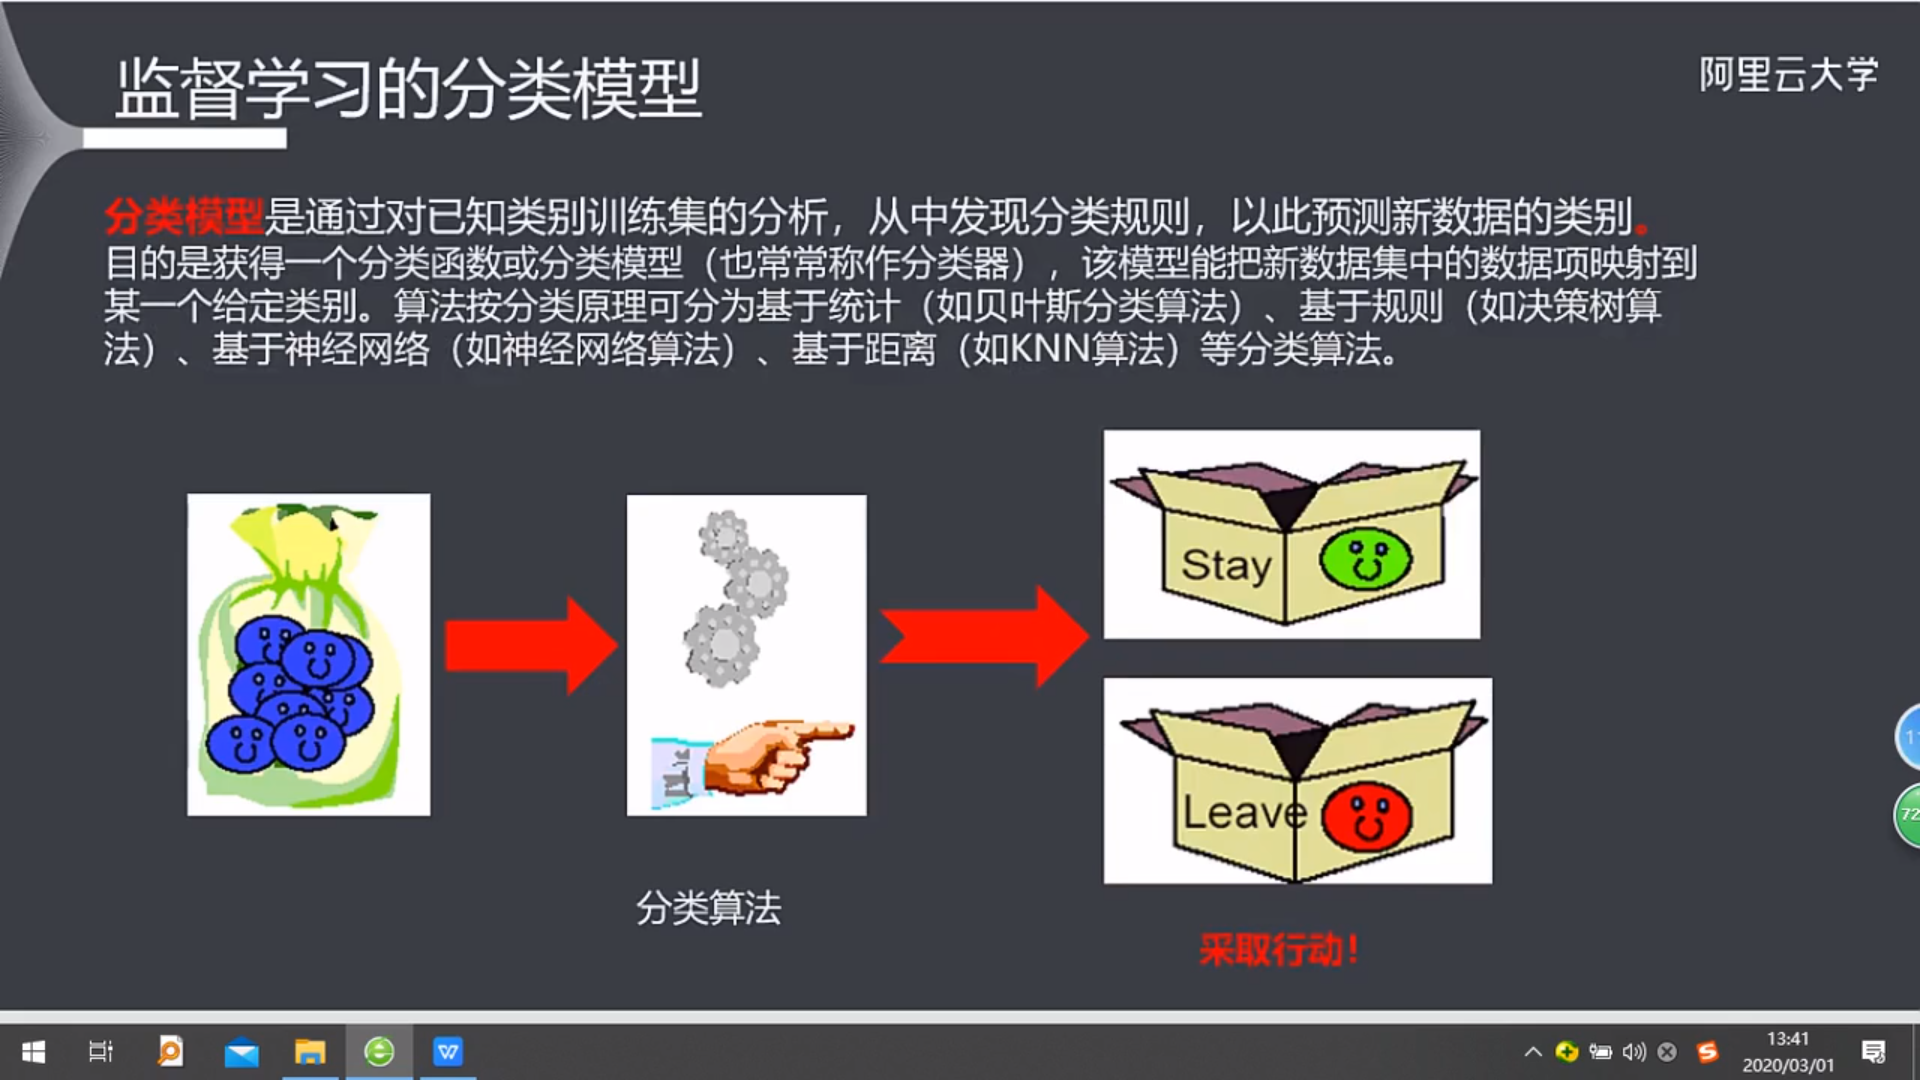 监督学习的分类模型
阿里云大学
分类模型是通过对已知类别训练集的分析，从中发现分类规则，以此预测新数据的类别。
目的是获得一个分类函数或分类模型（也常常称作分类器），该模型能把新数据集中的数据项映射到
某一个给定类别。算法按分类原理可分为基于统计（如贝叶斯分类算法）、基于规则（如决策树算
法）、基于神经网络（如神经网络算法）、基于距离（如KNN算法）等分类算法。
Stay
Leave
分类算法
采取行动！
72
13:41
2020/03/01